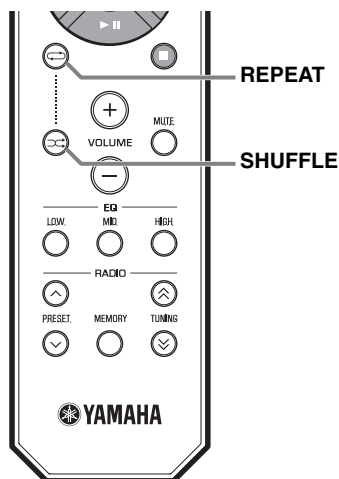 REPEAT
SHUFFLE
VOLUME
MUTE
EQ
LOW
MID
HIGH
RADIO
PRESET
MEMORY
TUNING
YAMAHA